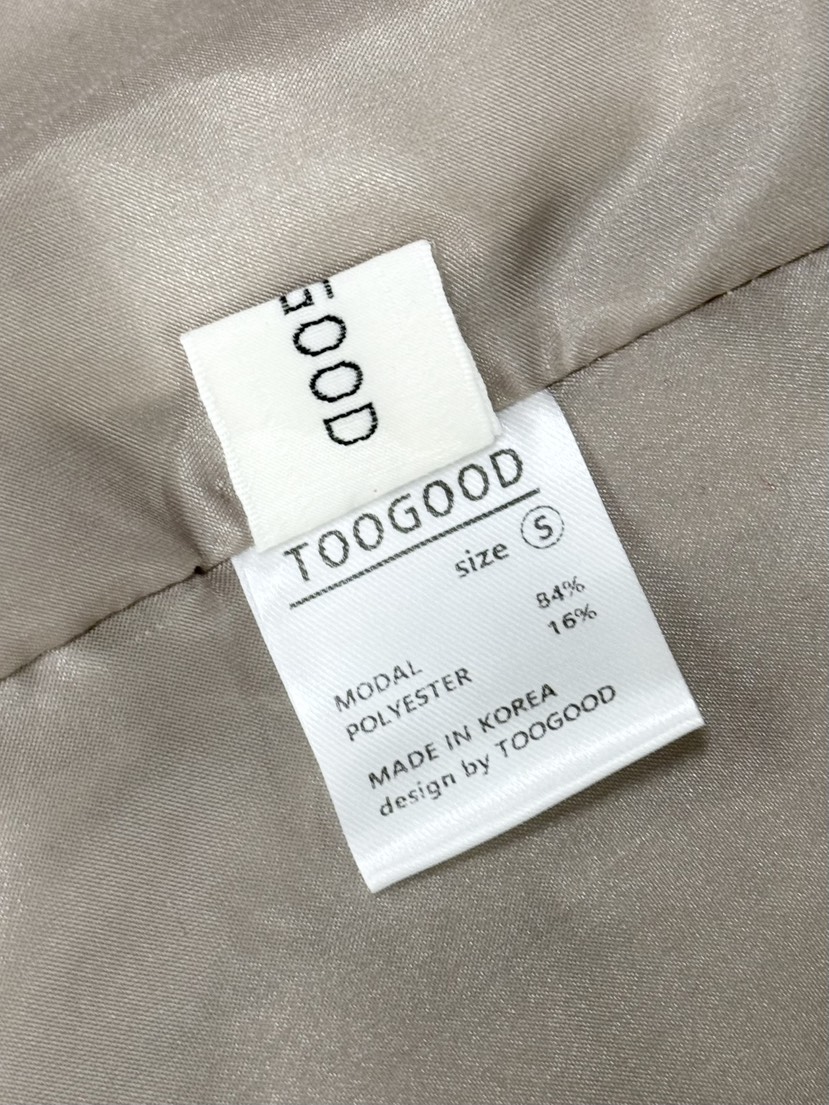 GOOD
TOOGOOD
size S
84%
16%
MODAL
POLYESTER
MADE IN KOREA
design by TOOGOOD